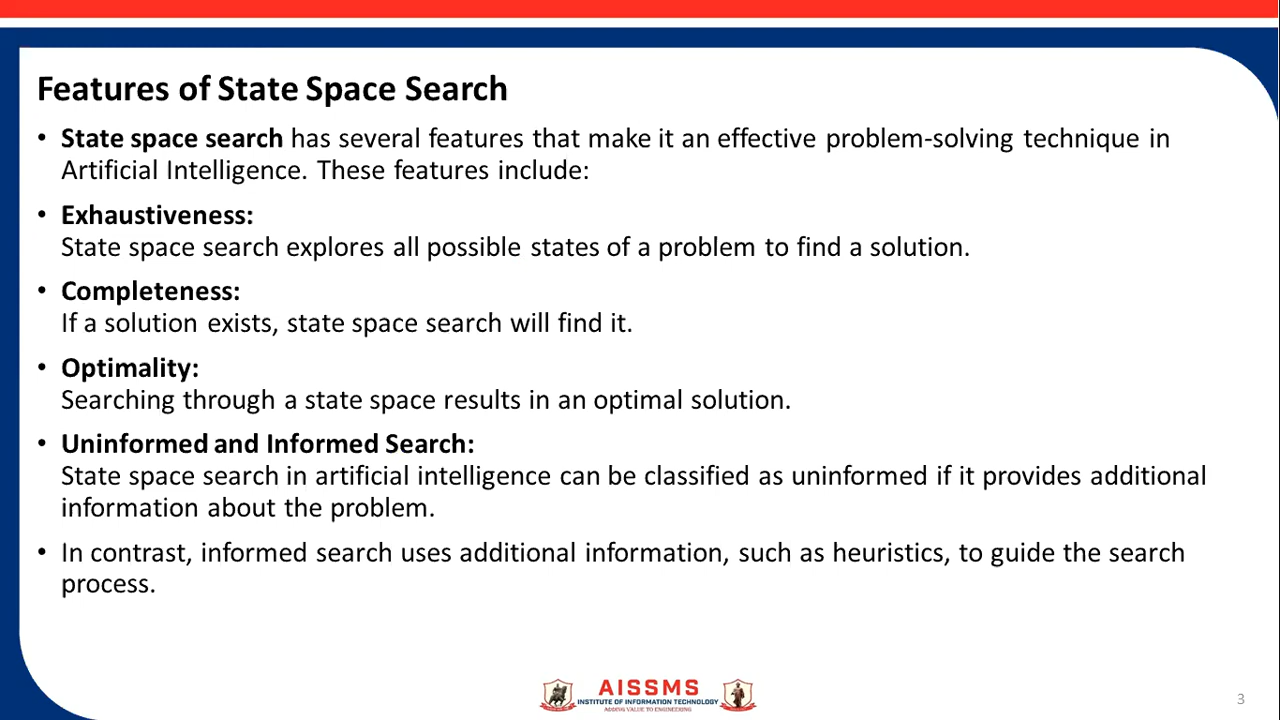 Features of State Space Search
• State space search has several features that make it an effective problem-solving technique in
Artificial Intelligence. These features include:
• Exhaustiveness:
State space search explores all possible states of a problem to find a solution.
• Completeness:
If a solution exists, state space search will find it.
• Optimality:
Searching through a state space results in an optimal solution.
• Uninformed and Informed Search:
State space search in artificial intelligence can be classified as uninformed if it provides additional
information about the problem.
• In contrast, informed search uses additional information, such as heuristics, to guide the search
process.
AISSMS
INSTITUTE OF INFORMATION TECHNOLOGY
ADDING VALUE TO ENGINEERING
3